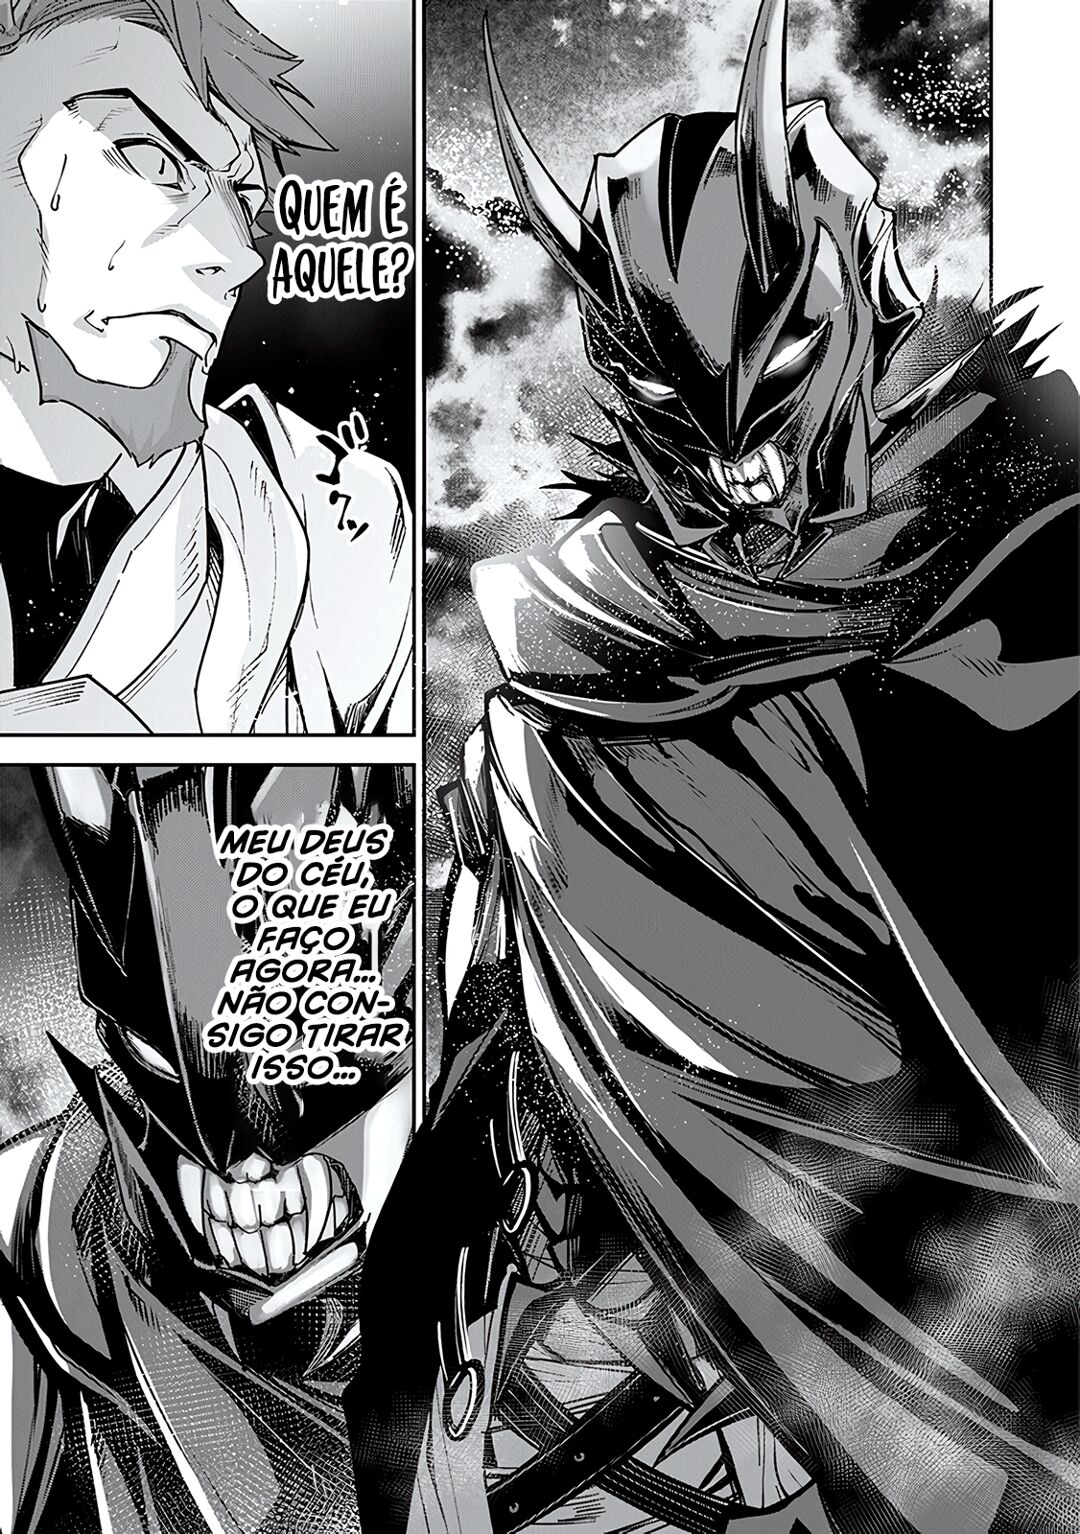 QUEM É
AQUELE?
MEU DEUS
DO CÉU,
O QUE EU
FAÇO
AGORA...
NÃO CON-
SIGO TIRAR
ISSO...